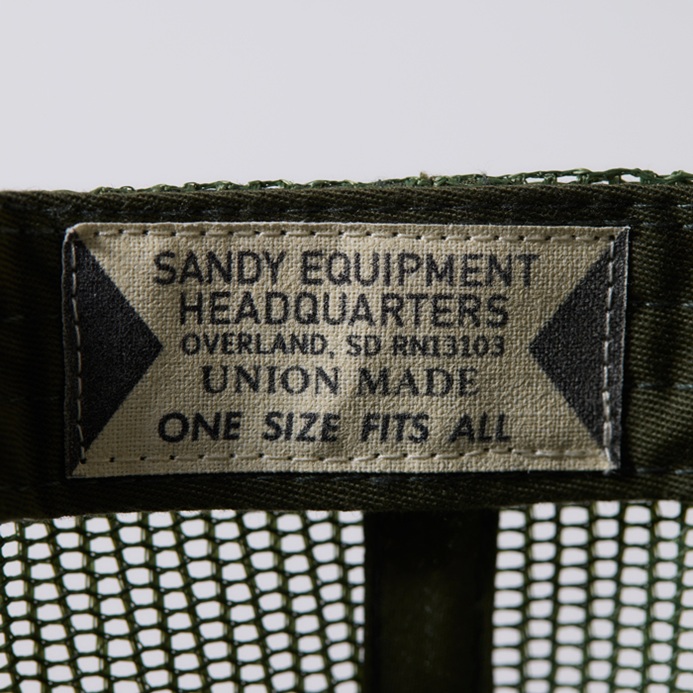 SANDY EQUIPMENT
HEADQUARTERS
OVERLAND, SD RN13103
UNION MADE
ONE SIZE FITS ALL